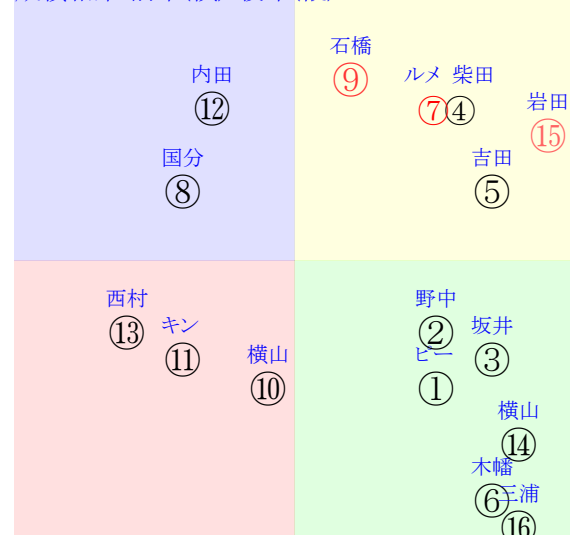 石橋
⑨
内田
⑫
ルメ 柴田
⑦④
岩田
⑮
国分
⑧
吉田
⑤
西村
⑬
キン
⑪
横山
⑩
野中
②
坂井
③
ビー
①
横山
⑭
木幡
⑥
三浦
⑯